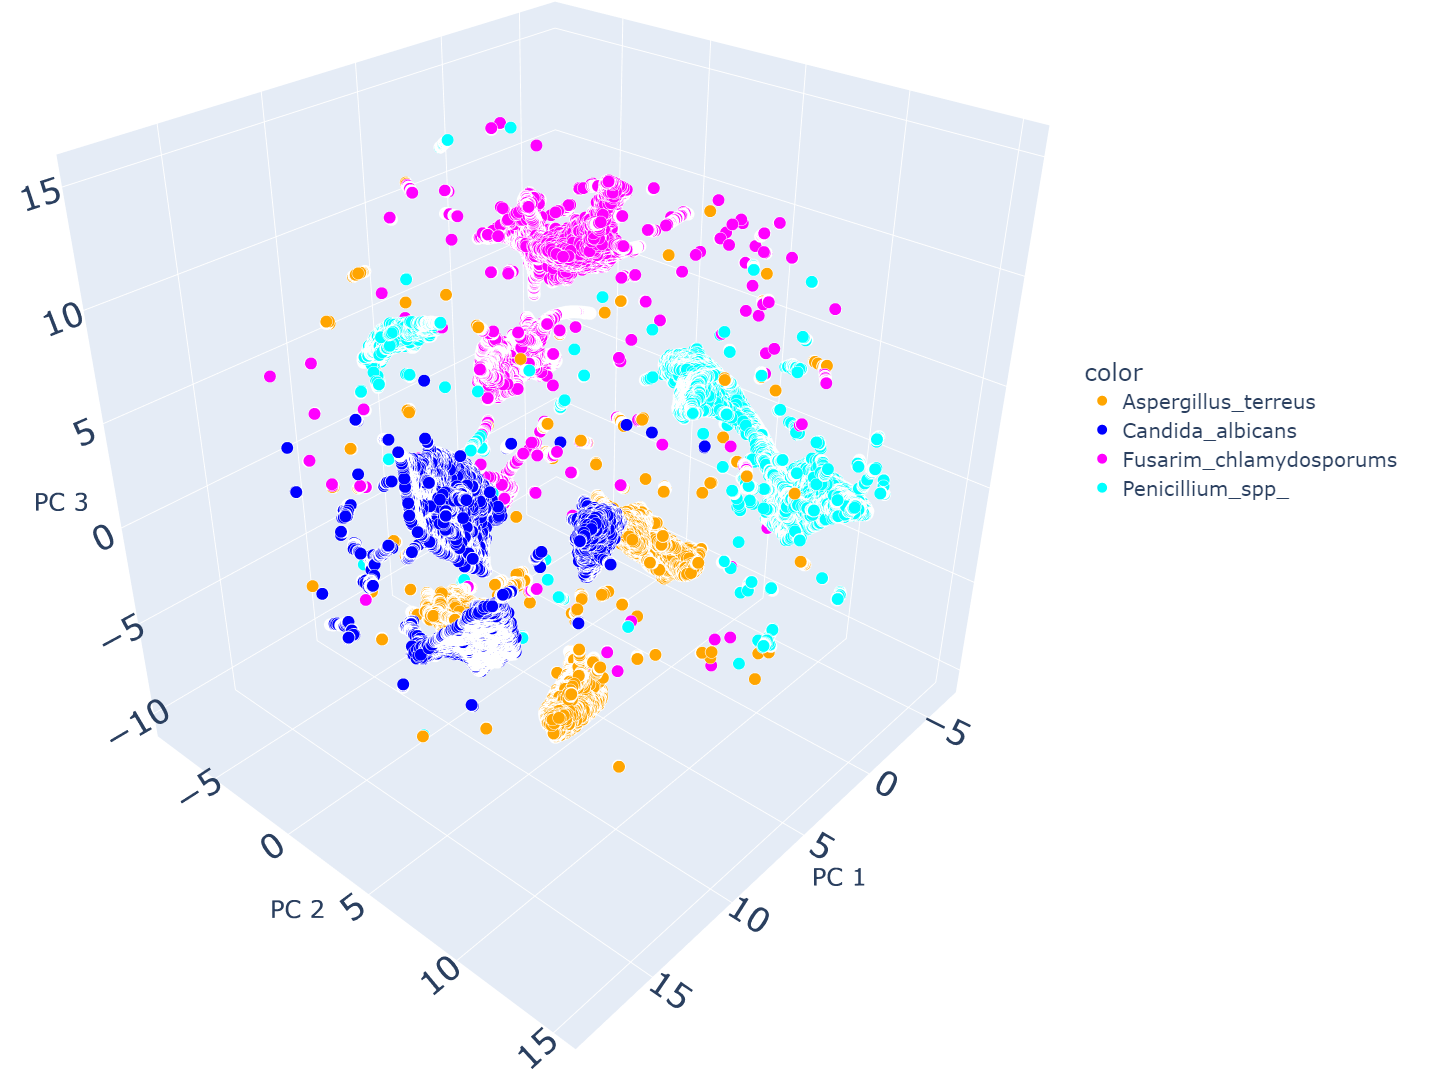 15
10
5
PC 3
0
−5
−10
−5
0
PC 2
5
10
15
−5
0
5
PC 1
10
15
color
Aspergillus_terreus
Candida_albicans
Fusarim_chlamydosporums
Penicillium_spp_